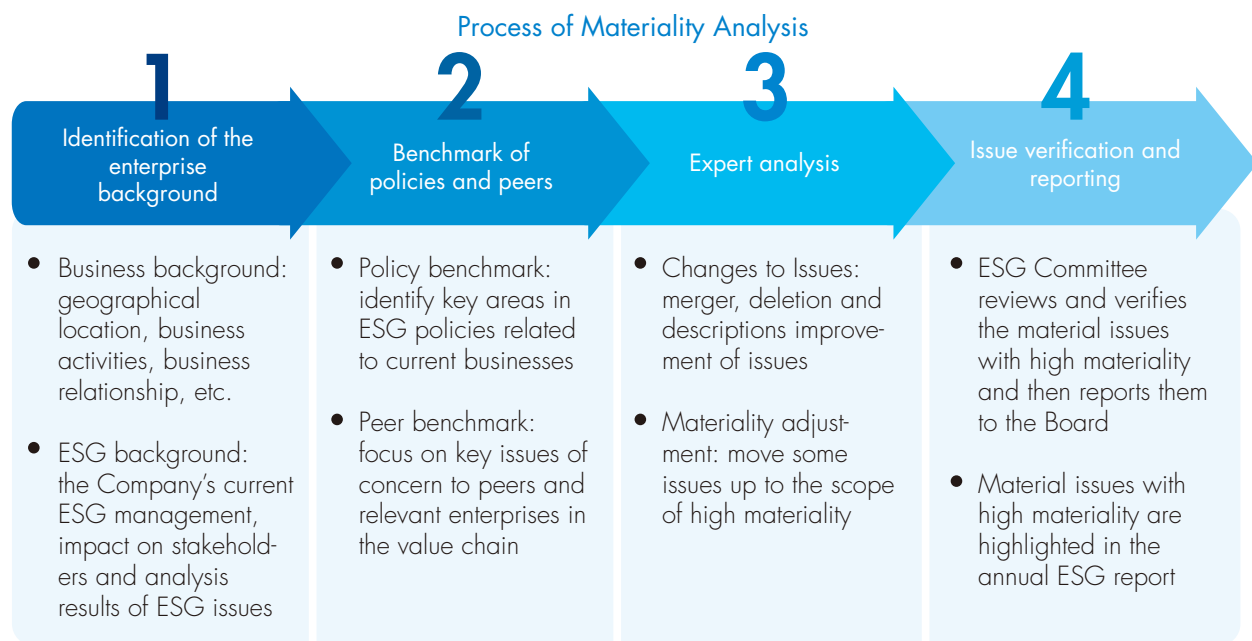 Process of Materiality Analysis
1
Identification of the
enterprise
background
• Business background:
geographical
location, business
activities, business
relationship, etc.
• ESG background:
the Company's current
ESG management,
impact on stakehold-
ers and analysis
results of ESG issues
2
Benchmark of
policies and peers
• Policy benchmark:
identify key areas in
ESG policies related
to current businesses
• Peer benchmark:
focus on key issues of
concern to peers and
relevant enterprises in
the value chain
3
Expert analysis
• Changes to Issues:
merger, deletion and
descriptions improve-
ment of issues
• Materiality adjust-
ment: move some
issues up to the scope
of high materiality
4
Issue verification and
reporting
• ESG Committee
reviews and verifies
the material issues
with high materiality
and then reports them
to the Board
• Material issues with
high materiality are
highlighted in the
annual ESG report